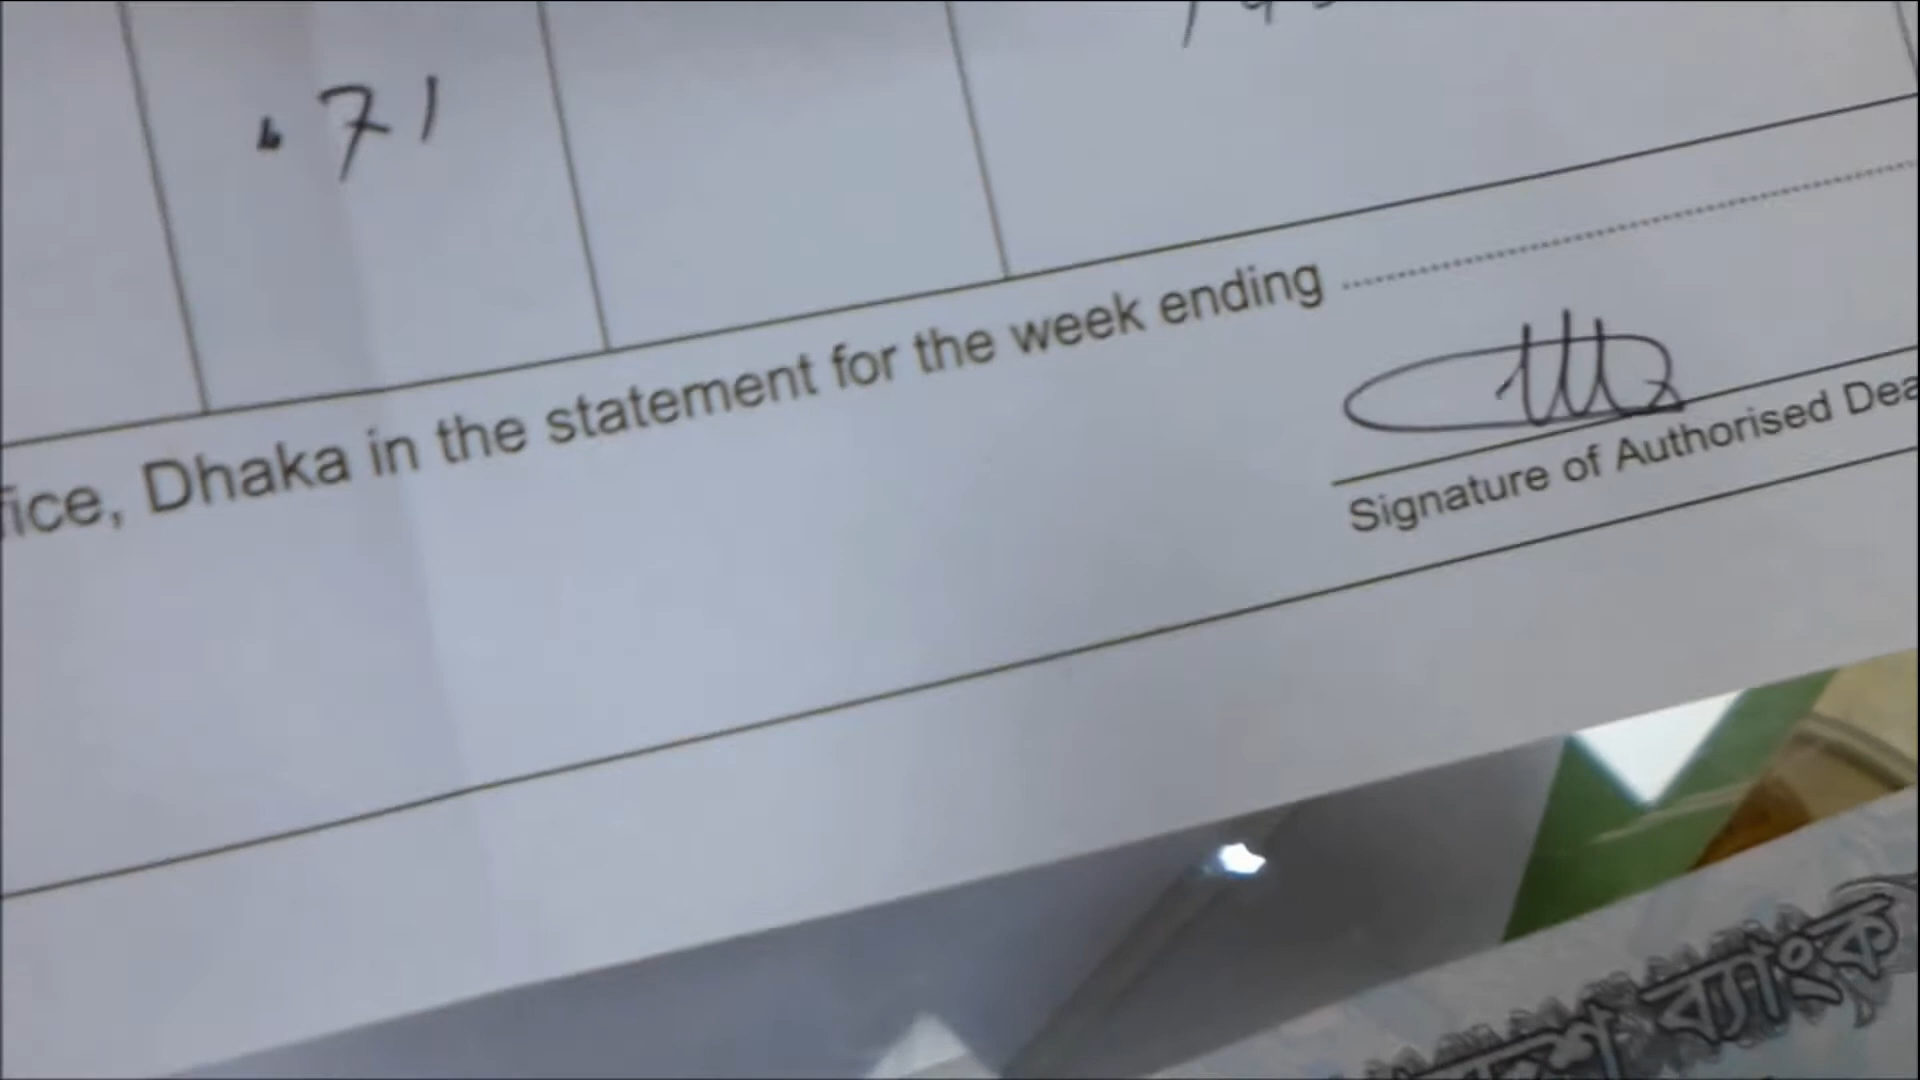 71
fice, Dhaka in the statement for the week ending
Signature of Authorised Dea
ব্যাংক